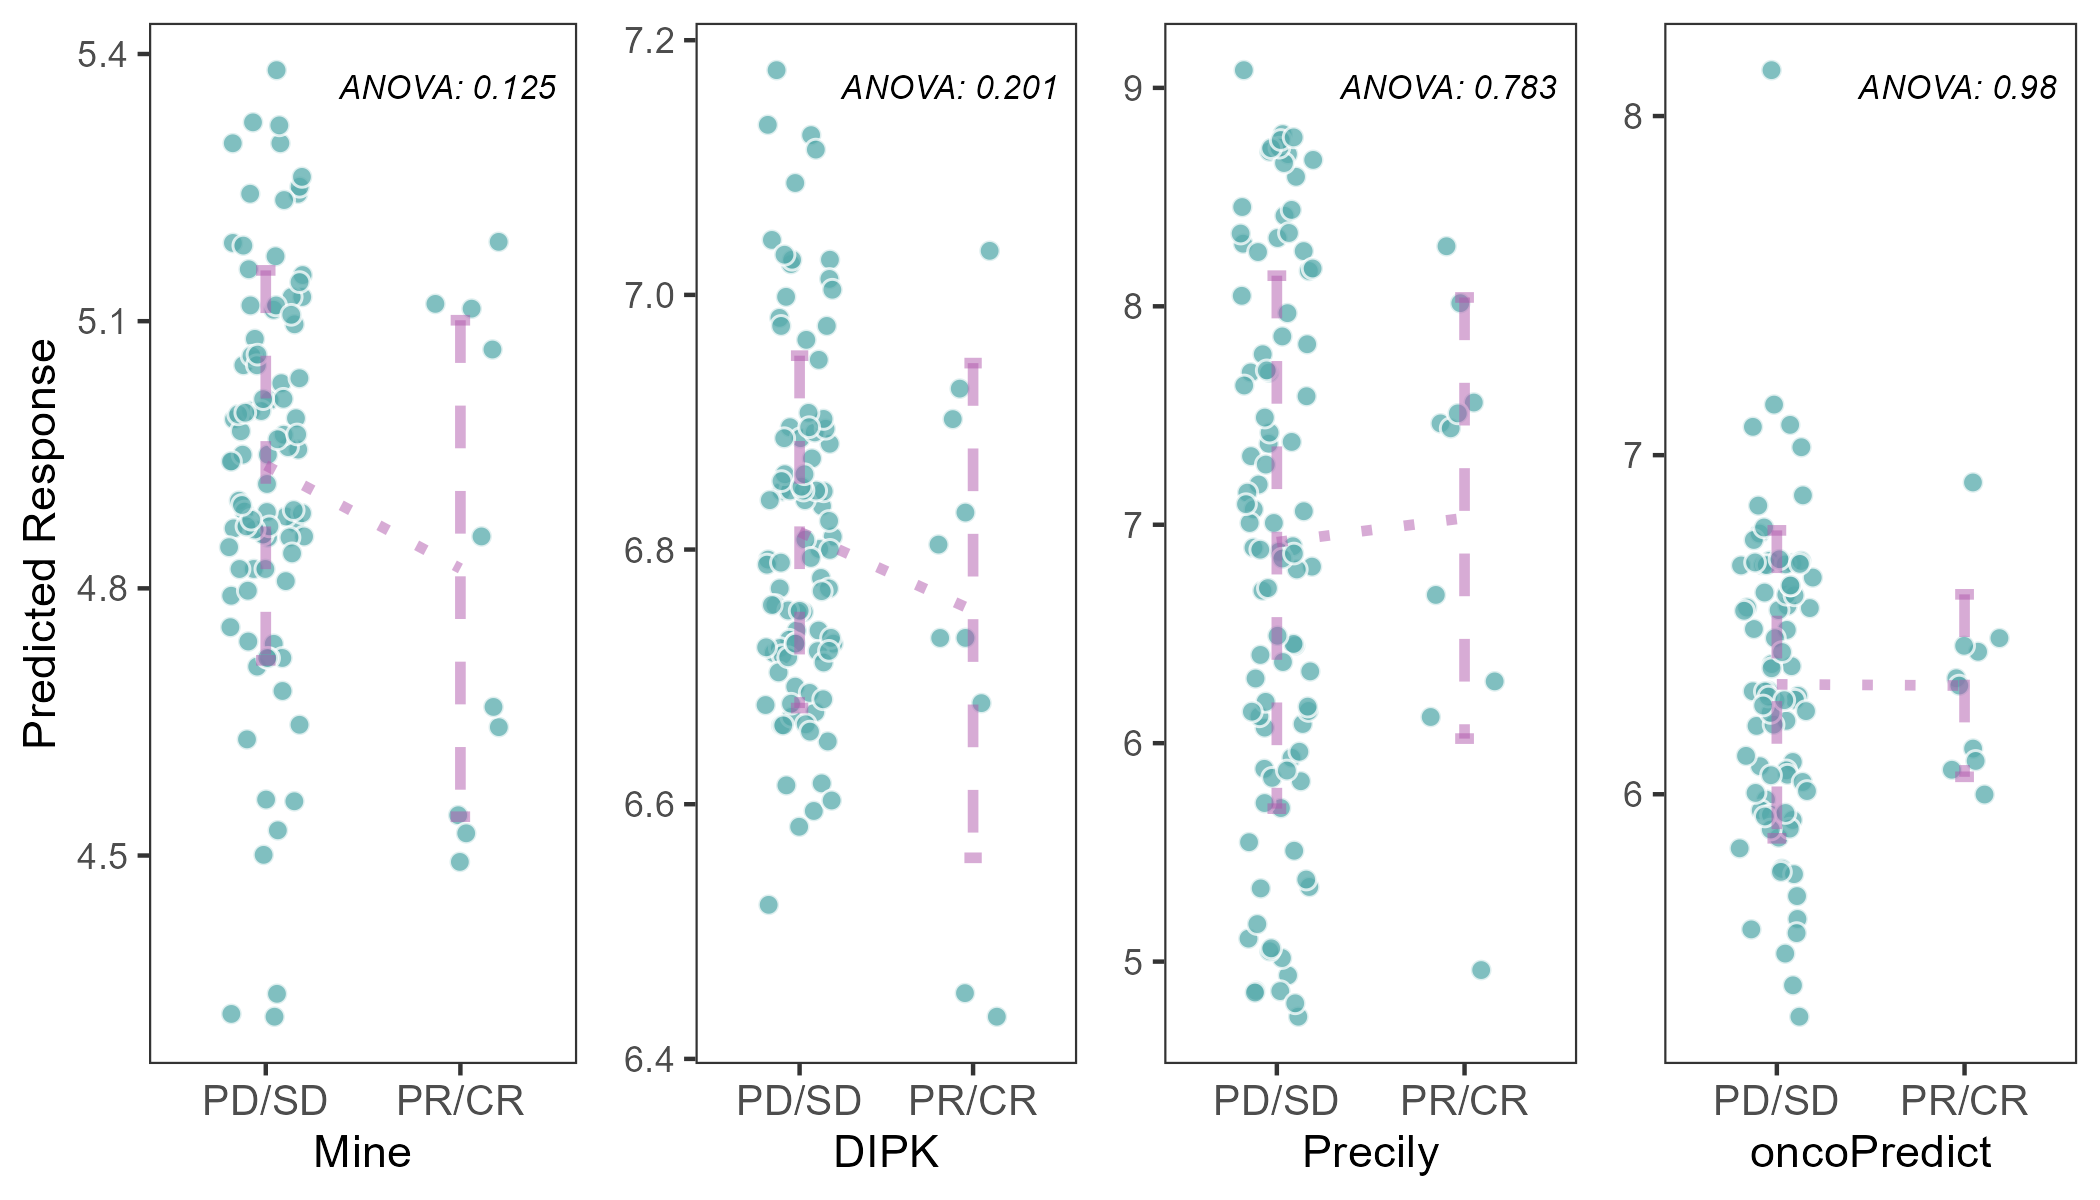 Predicted Response
5.4
5.1
4.8
4.5
ANOVA: 0.125
PD/SD PR/CR
Mine
7.2
7.0
6.8
6.6
6.4
ANOVA: 0.201
PD/SD PR/CR
DIPK
9
8
7
6
5
ANOVA: 0.783
PD/SD PR/CR
Precily
8
7
6
ANOVA: 0.98
PD/SD PR/CR
oncoPredict